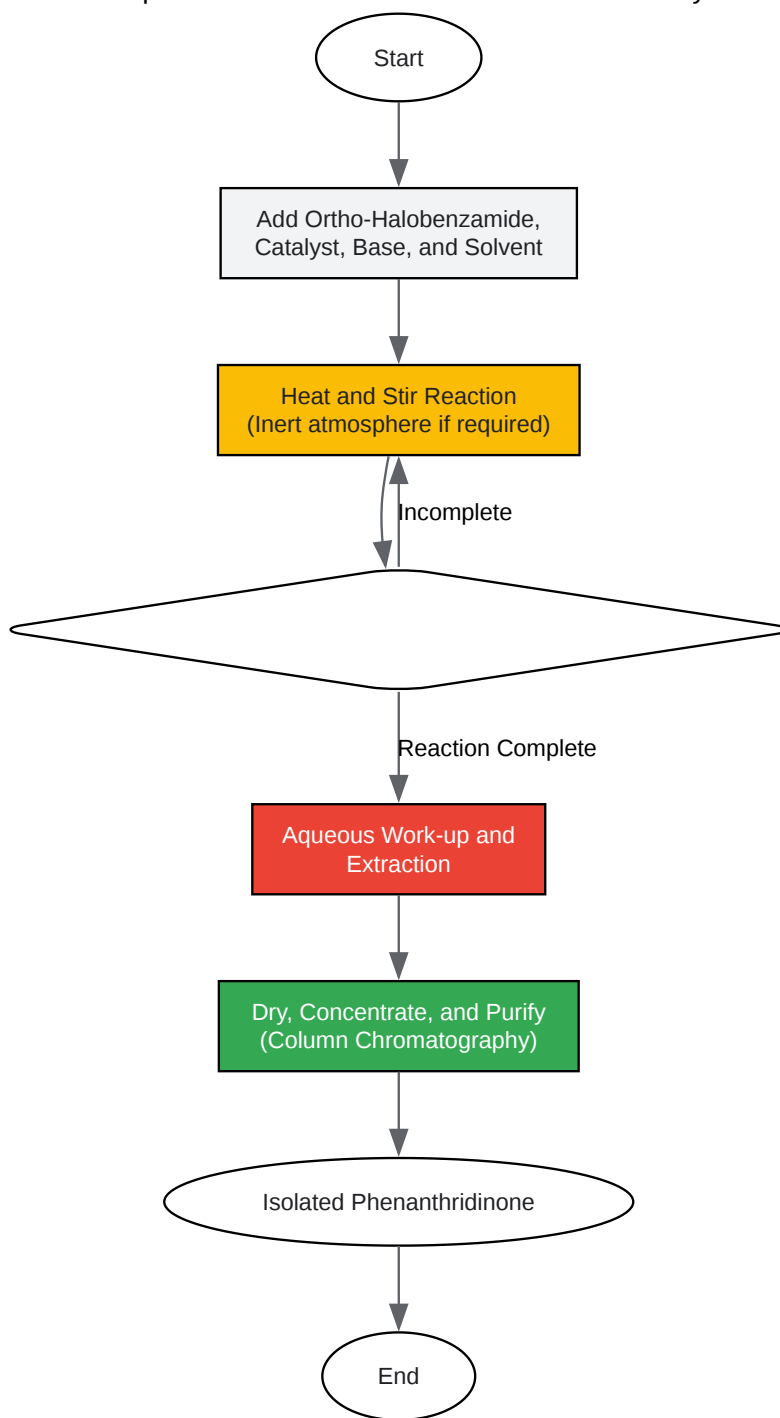 Start
Add Ortho-Halobenzamide,
Catalyst, Base, and Solvent
Heat and Stir Reaction
(Inert atmosphere if required)
Incomplete
Reaction Complete
Aqueous Work-up and
Extraction
Dry, Concentrate, and Purify
(Column Chromatography)
Isolated Phenanthridinone
End